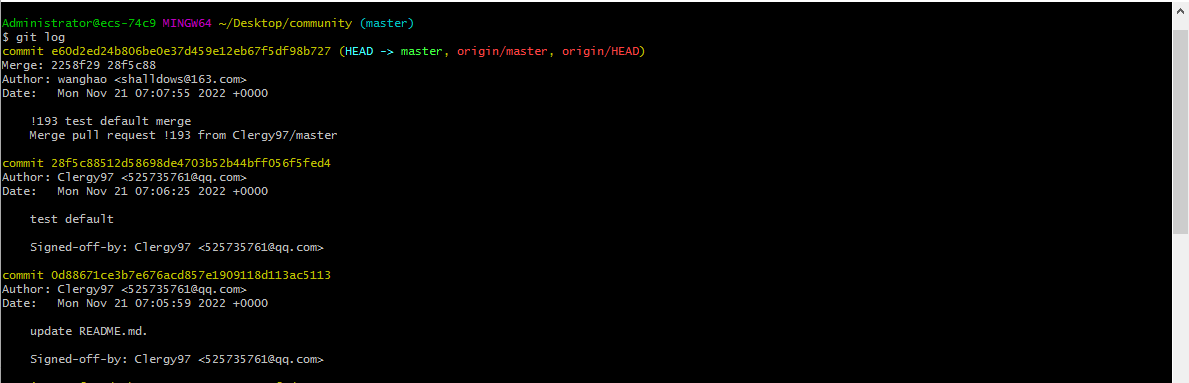 Administrator@ecs-74c9 MINGW64 ~/Desktop/community (master)
$ git log
commit e60d2ed24b806be0e37d459e12eb67f5df98b727 (HEAD -> master, origin/master, origin/HEAD)
Merge: 2258f29 28f5c88
Author: wanghao <shalldows@163.com>
Date:   Mon Nov 21 07:07:55 2022 +0000
!193 test default merge
Merge pull request !193 from Clergy97/master
commit 28f5c88512d58698de4703b52b44bff056f5fed4
Author: Clergy97 <525735761@qq.com>
Date:   Mon Nov 21 07:06:25 2022 +0000
test default
Signed-off-by: Clergy97 <525735761@qq.com>
commit 0d88671ce3b7e676acd857e1909118d113ac5113
Author: Clergy97 <525735761@qq.com>
Date:   Mon Nov 21 07:05:59 2022 +0000
update README.md.
Signed-off-by: Clergy97 <525735761@qq.com>